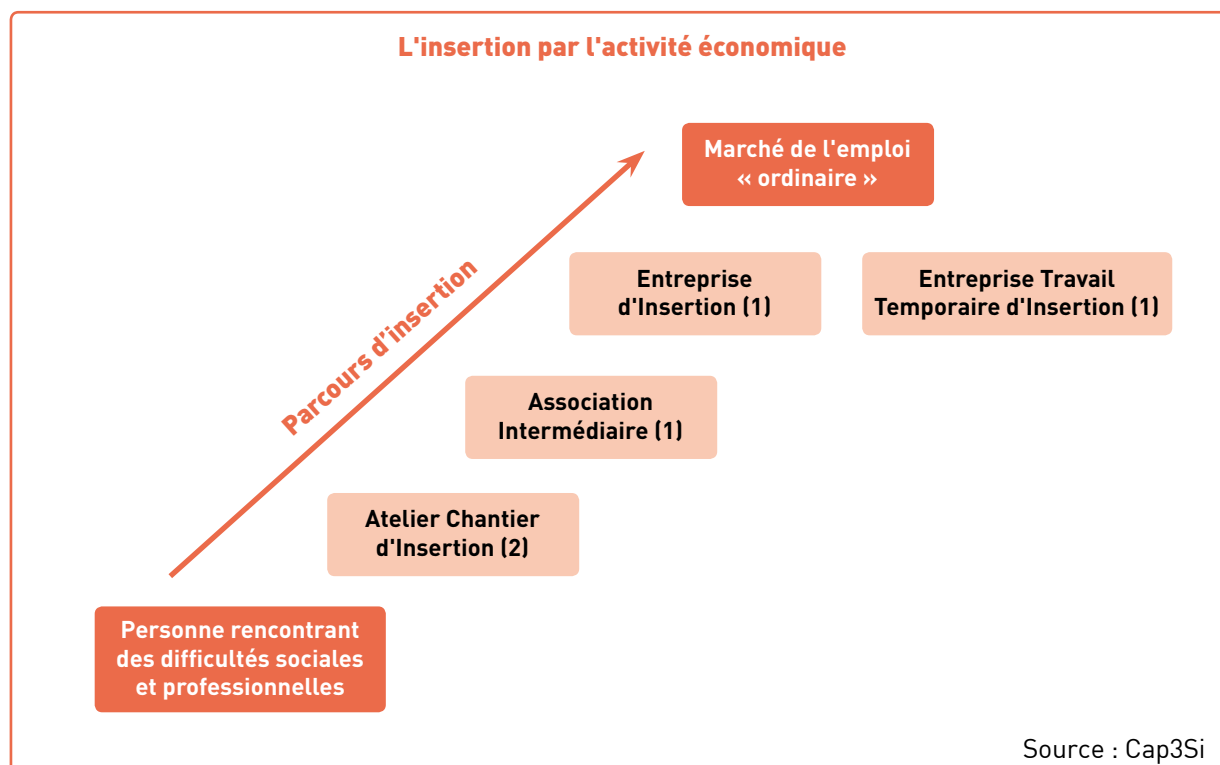 L'insertion par l'activité économique
Marché de l'emploi
« ordinaire »
Entreprise
d'Insertion (1)
Entreprise Travail
Temporaire d'Insertion (1)
Parcours d'insertion
Association
Intermédiaire (1)
Atelier Chantier
d'Insertion (2)
Personne rencontrant
des difficultés sociales
et professionnelles
Source : Cap3Si